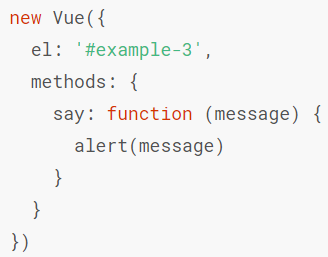 new Vue({
  el: '#example-3',
  methods: {
    say: function (message) {
      alert(message)
    }
  }
})